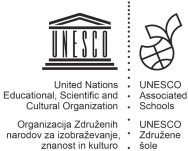 UNESCO
United Nations
Educational, Scientific and
Cultural Organization
UNESCO
Associated
Schools
Organizacija Združenih
narodov za izobraževanje,
znanost in kulturo
UNESCO
Združene
šole